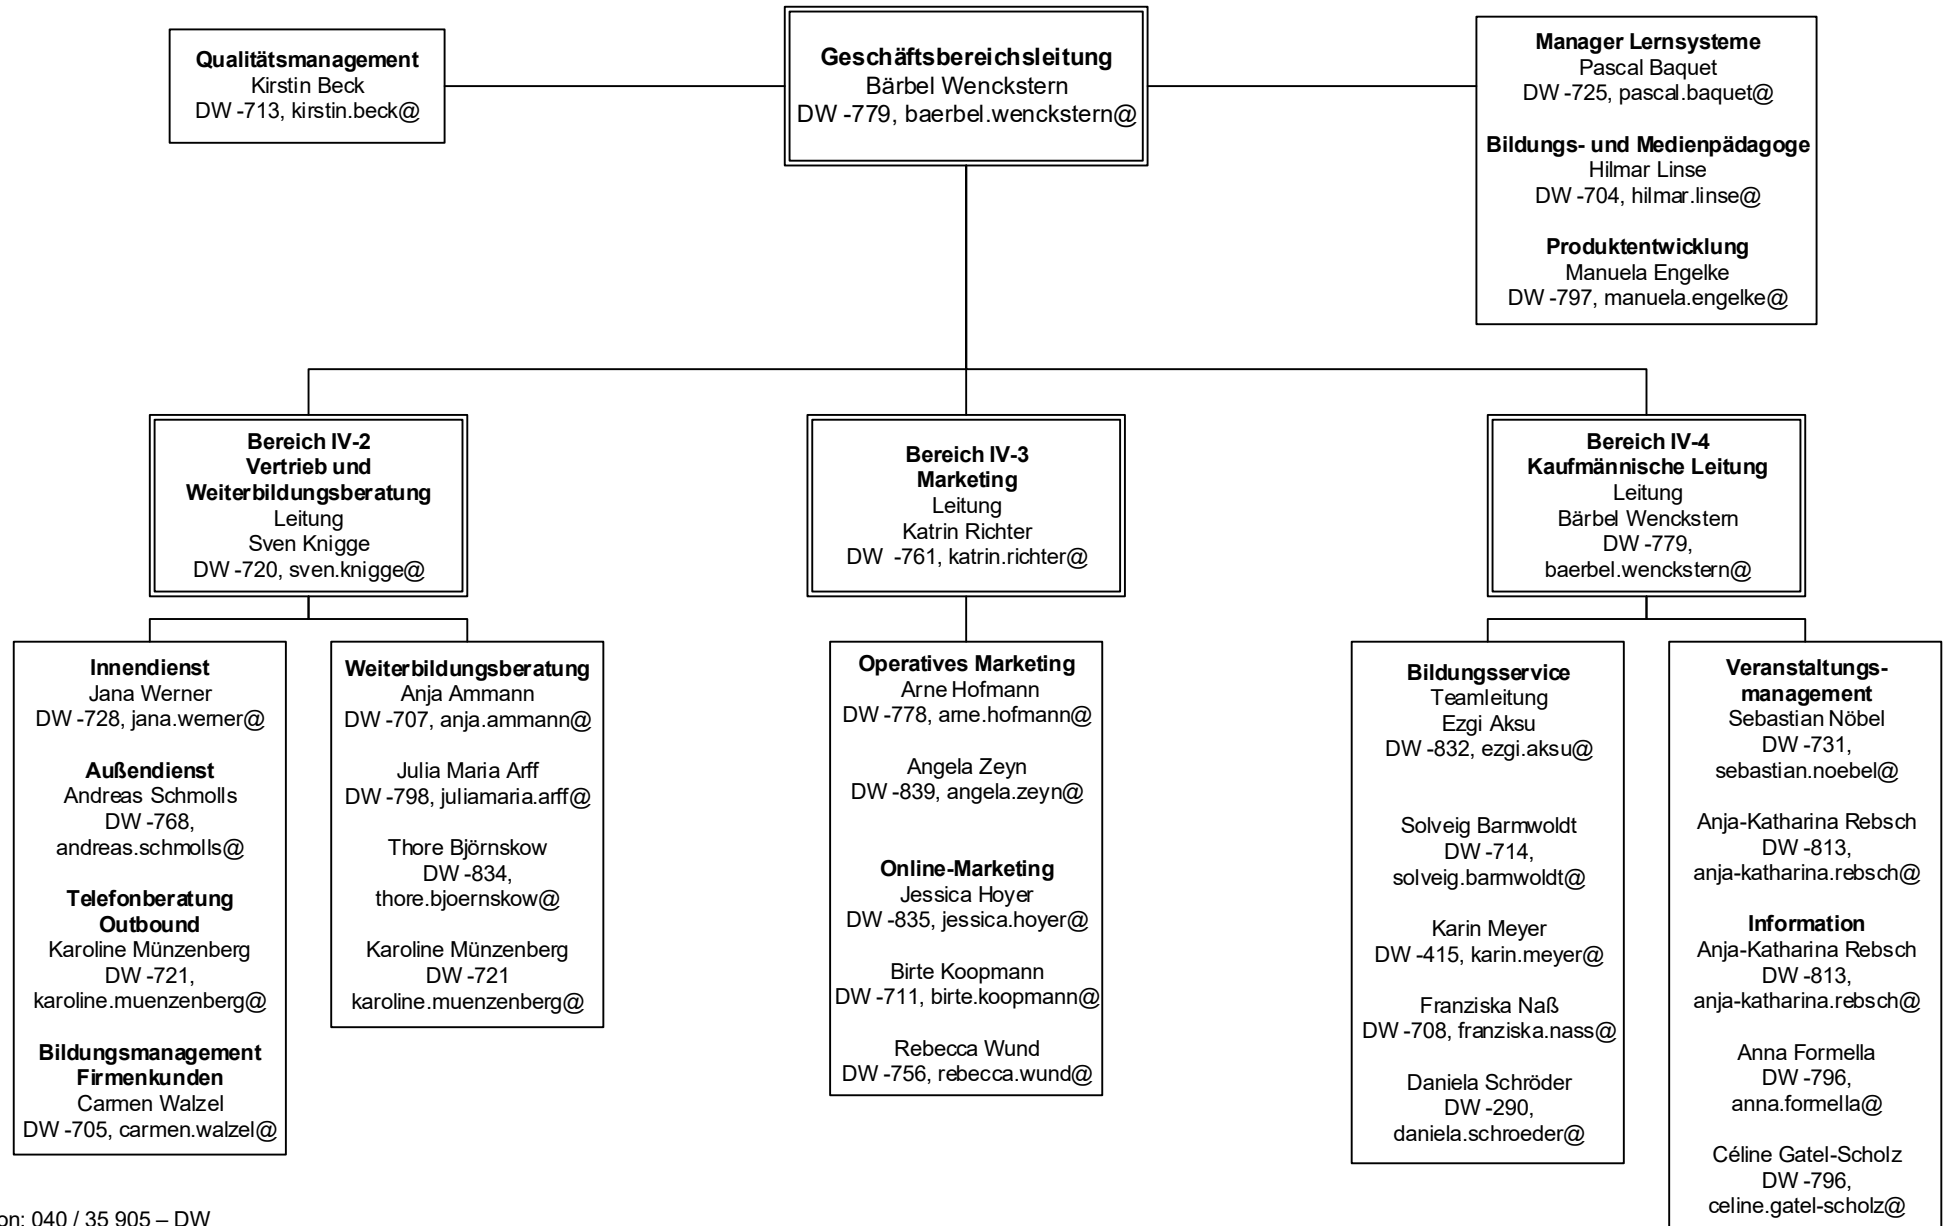 Qualitätsmanagement
Kirstin Beck
DW -713, kirstin.beck@
Geschäftsbereichsleitung
Bärbel Wenckstern
DW -779, baerbel.wenckstern@
Manager Lernsysteme
Pascal Baquet
DW -725, pascal.baquet@
Bildungs- und Medienpädagoge
Hilmar Linse
DW -704, hilmar.linse@
Produktentwicklung
Manuela Engelke
DW -797, manuela.engelke@
Bereich IV-2
Vertrieb und
Weiterbildungsberatung
Leitung
Sven Knigge
DW -720, sven.knigge@
Bereich IV-3
Marketing
Leitung
Katrin Richter
DW -761, katrin.richter@
Bereich IV-4
Kaufmännische Leitung
Leitung
Bärbel Wenckstern
DW -779,
baerbel.wenckstern@
Innendienst
Jana Werner
DW -728, jana.werner@
Außendienst
Andreas Schmolls
DW -768,
andreas.schmolls@
Telefonberatung
Outbound
Karoline Münzenberg
DW -721,
karoline.muenzenberg@
Bildungsmanagement
Firmenkunden
Carmen Walzel
DW -705, carmen.walzel@
Weiterbildungsberatung
Anja Ammann
DW -707, anja.ammann@
Julia Maria Arff
DW -798, juliamaria.arff@
Thore Björnskow
DW -834,
thore.bjoernskow@
Karoline Münzenberg
DW -721
karoline.muenzenberg@
Operatives Marketing
Arne Hofmann
DW -778, arne.hofmann@
Angela Zeyn
DW -839, angela.zeyn@
Online-Marketing
Jessica Hoyer
DW -835, jessica.hoyer@
Birte Koopmann
DW -711, birte.koopmann@
Rebecca Wund
DW -756, rebecca.wund@
Bildungsservice
Teamleitung
Ezgi Aksu
DW -832, ezgi.aksu@
Solveig Barmwoldt
DW -714,
solveig.barmwoldt@
Karin Meyer
DW -415, karin.meyer@
Franziska Naß
DW -708, franziska.nass@
Daniela Schröder
DW -290,
daniela.schroeder@
Veranstaltungs-
management
Sebastian Nöbel
DW -731,
sebastian.noebel@
Anja-Katharina Rebsch
DW -813,
anja-katharina.rebsch@
Information
Anja-Katharina Rebsch
DW -813,
anja-katharina.rebsch@
Anna Formella
DW -796,
anna.formella@
Céline Gatel-Scholz
DW -796,
celine.gatel-scholz@
on: 040 / 35 905 – DW